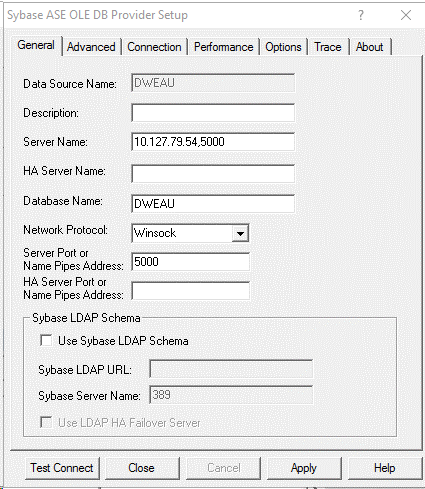 Sybase ASE OLE DB Provider Setup
General Advanced Connection Performance Options Trace About
Data Source Name: DWEAU
Description:
Server Name: 10.127.79.54,5000
HA Server Name:
Database Name: DWEAU
Network Protocol: Winsock
Server Port or
Name Pipes Address: 5000
HA Server Port or
Name Pipes Address:
Sybase LDAP Schema
Use Sybase LDAP Schema
Sybase LDAP URL:
Sybase Server Name: 389
Use LDAP HA Failover Server
Test Connect Close Cancel Apply Help